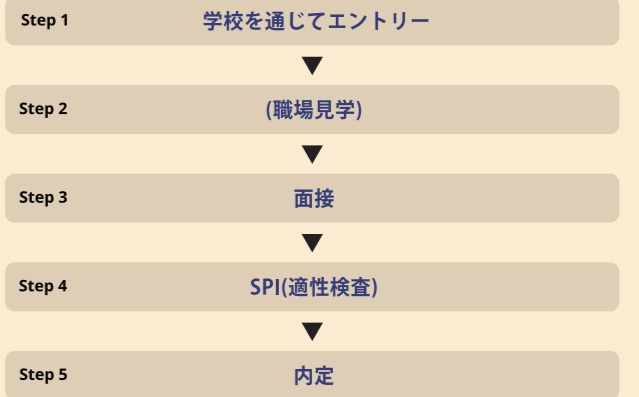 Step 1 学校を通じてエントリー
Step 2 (職場見学)
Step 3 面接
Step 4 SPI(適性検査)
Step 5 内定